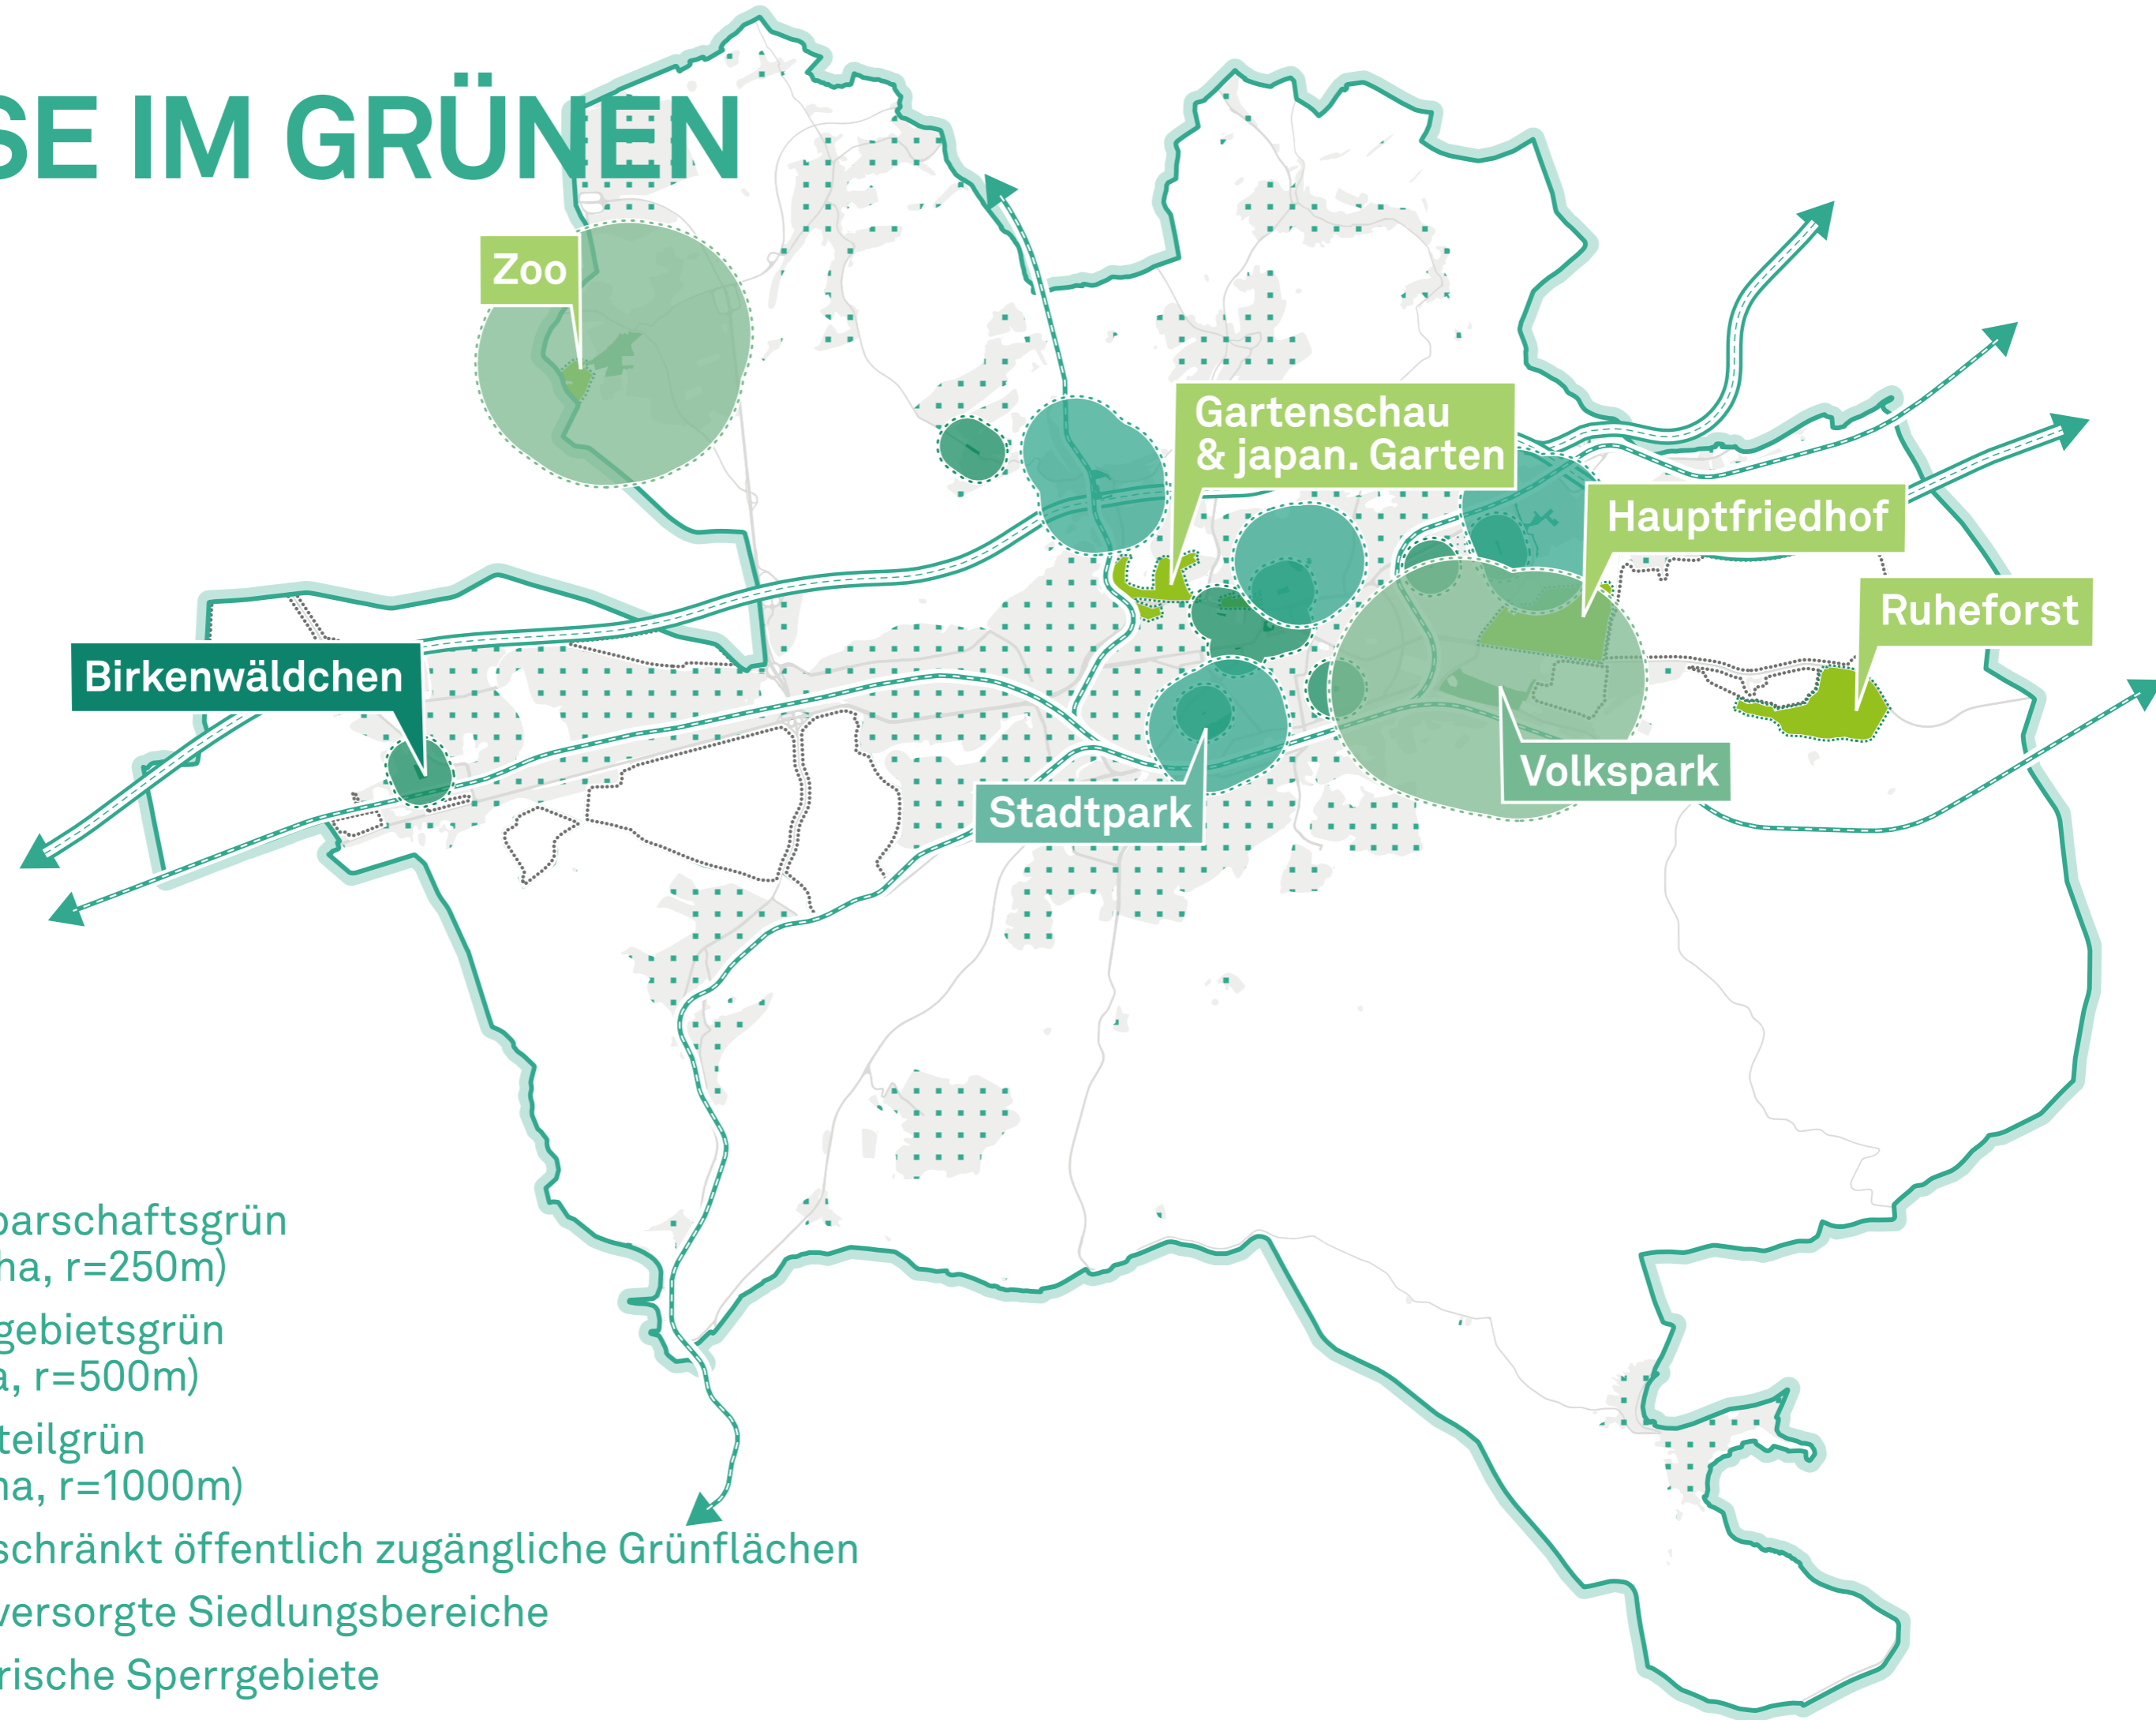 SE IM GRÜNEN
Zoo
Gartenschau
& japan. Garten
Hauptfriedhof
Ruheforst
Birkenwäldchen
Volkspark
Stadtpark
barschaftsgrün
ha, r=250m)
gebietsgrün
a, r=500m)
teilgrün
ha, r=1000m)
schränkt öffentlich zugängliche Grünflächen
versorgte Siedlungsbereiche
rische Sperrgebiete